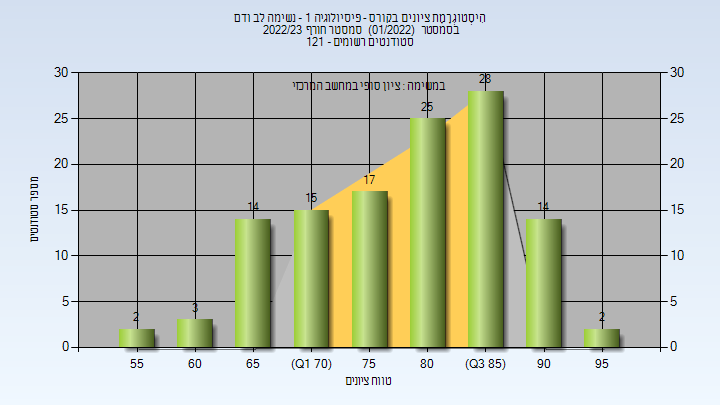 היסטוגרמת ציונים בקורס - פיסיולוגיה 1 - נשימה לב ודם
בסמסטר (01/2022) סמסטר חורף 2022/23
סטודנטים רשומים - 121
במשימה : ציון סופי במחשב המרכזי
30 30
25 25
20 20
15 15
10 10
5 5
0 0
2 3 14 15 17 25 28 14 2
55 60 65 (Q1 70) 75 80 (Q3 85) 90 95
מספר סטודנטים
טווח ציונים